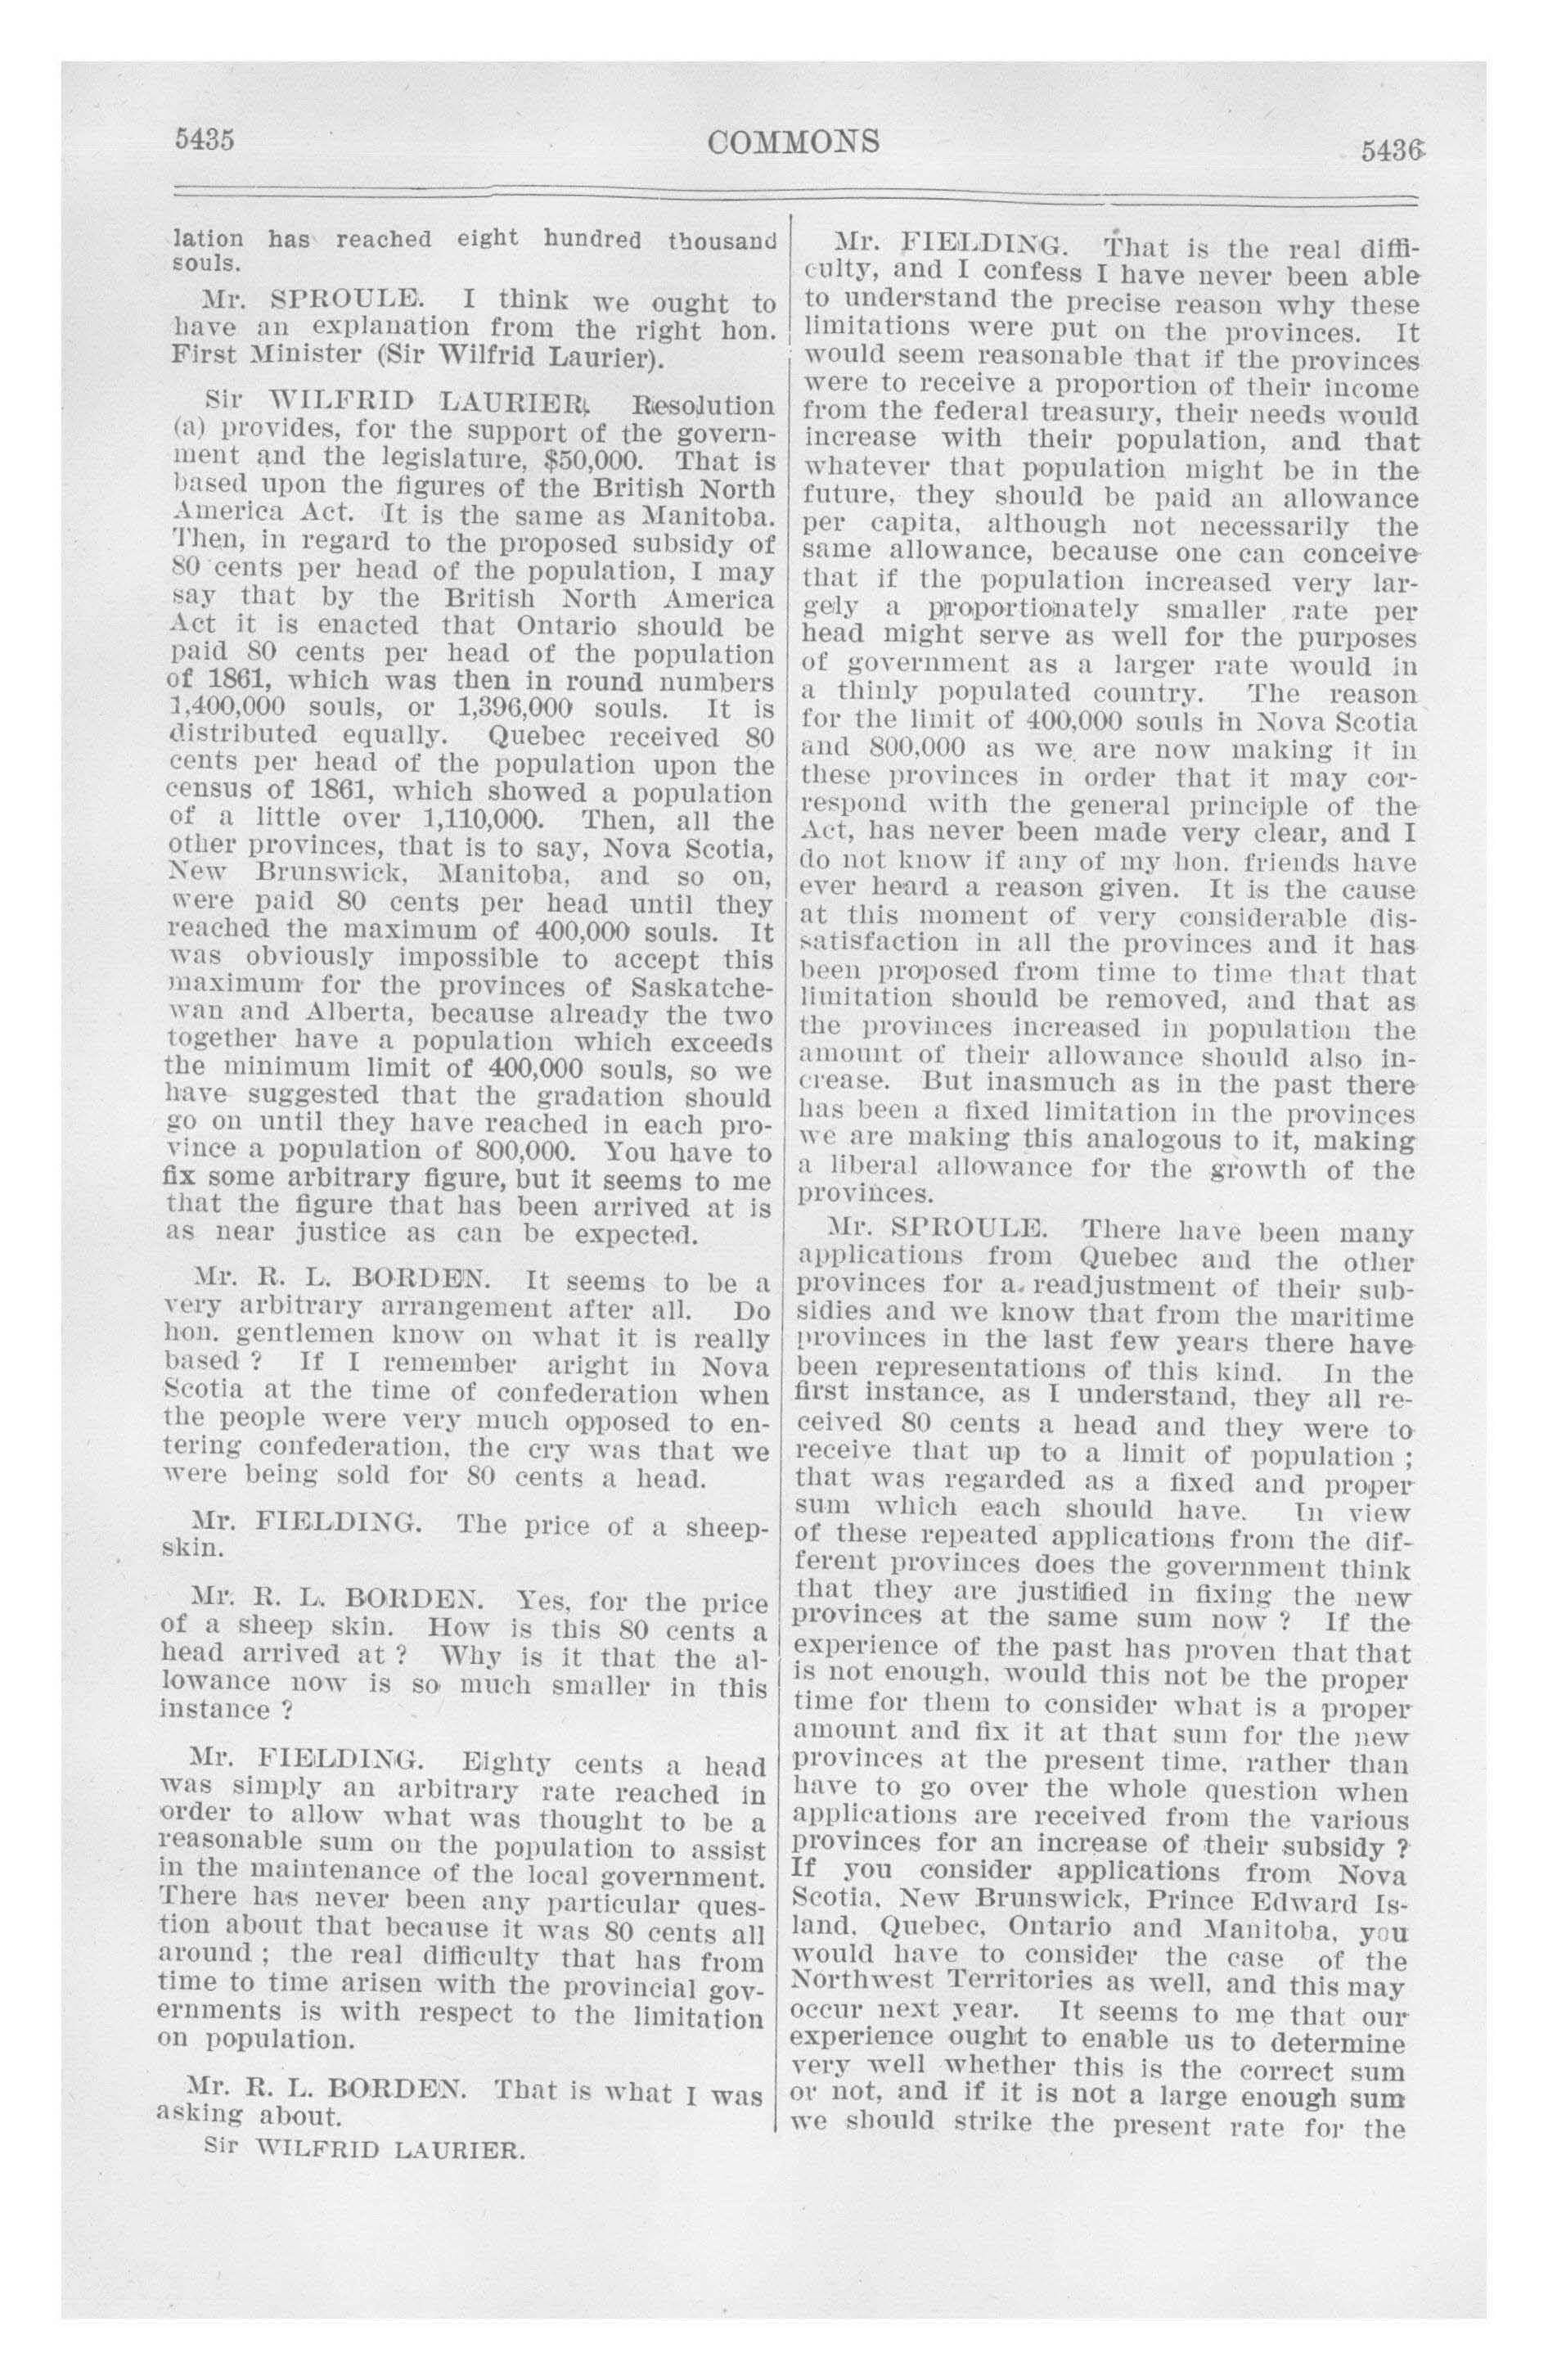 5435
COMMONS
5436
lation has reached eight hundred thousand
souls.
Mr. SPROULE. I think we ought to
have an explanation from the right hon.
First Minister (Sir Wilfrid Laurier).
Sir WILFRID LAURIER. Resolution
(a) provides, for the support of the govern-
ment and the legislature, $50,000. That is
based upon the figures of the British North
America Act. It is the same as Manitoba.
Then, in regard to the proposed subsidy of
80 cents per head of the population, I may
say that by the British North America
Act it is enacted that Ontario should be
paid 80 cents per head of the population
of 1861, which was then in round numbers
1,400,000 souls, or 1,396,000 souls. It is
distributed equally. Quebec received 80
cents per head of the population upon the
census of 1861, which showed a population
of a little over 1,110,000. Then, all the
other provinces, that is to say, Nova Scotia,
New Brunswick, Manitoba, and so on,
were paid 80 cents per head until they
reached the maximum of 400,000 souls. It
was obviously impossible to accept this
maximum for the provinces of Saskatche-
wan and Alberta, because already the two
together have a population which exceeds
the minimum limit of 400,000 souls, so we
have suggested that the gradation should
go on until they have reached in each pro-
vince a population of 800,000. You have to
fix some arbitrary figure, but it seems to me
that the figure that has been arrived at is
as near justice as can be expected.
Mr. R. L. BORDEN. It seems to be a
very arbitrary arrangement after all. Do
hon. gentlemen know on what it is really
based ? If I remember aright in Nova
Scotia at the time of confederation when
the people were very much opposed to en-
tering confederation, the cry was that we
were being sold for 80 cents a head.
Mr. FIELDING. The price of a sheep-
skin.
Mr. R. L. BORDEN. Yes, for the price
of a sheep skin. How is this 80 cents a
head arrived at ? Why is it that the al-
lowance now is so much smaller in this
instance ?
Mr. FIELDING. Eighty cents a head
was simply an arbitrary rate reached in
order to allow what was thought to be a
reasonable sum on the population to assist
in the maintenance of the local government.
There has never been any particular ques-
tion about that because it was 80 cents all
around ; the real difficulty that has from
time to time arisen with the provincial gov-
ernments is with respect to the limitation
on population.
Mr. R. L. BORDEN. That is what I was
asking about.
Sir WILFRID LAURIER.
Mr. FIELDING. That is the real diffi-
culty, and I confess I have never been able
to understand the precise reason why these
limitations were put on the provinces. It
would seem reasonable that if the provinces
were to receive a proportion of their income
from the federal treasury, their needs would
increase with their population, and that
whatever that population might be in the
future, they should be paid an allowance
per capita, although not necessarily the
same allowance, because one can conceive
that if the population increased very lar-
gely a proportionately smaller rate per
head might serve as well for the purposes
of government as a larger rate would in
a thinly populated country. The reason
for the limit of 400,000 souls in Nova Scotia
and 800,000 as we are now making it in
these provinces in order that it may cor-
respond with the general principle of the
Act, has never been made very clear, and I
do not know if any of my hon. friends have
ever heard a reason given. It is the cause
at this moment of very considerable dis-
satisfaction in all the provinces and it has
been proposed from time to time that that
limitation should be removed, and that as
the provinces increased in population the
amount of their allowance should also in-
crease. But inasmuch as in the past there
has been a fixed limitation in the provinces
we are making this analogous to it, making
a liberal allowance for the growth of the
provinces.
Mr. SPROULE. There have been many
applications from Quebec and the other
provinces for a readjustment of their sub-
sidies and we know that from the maritime
provinces in the last few years there have
been representations of this kind. In the
first instance, as I understand, they all re-
ceived 80 cents a head and they were to
receive that up to a limit of population ;
that was regarded as a fixed and proper
sum which each should have. In view
of these repeated applications from the dif-
ferent provinces does the government think
that they are justified in fixing the new
provinces at the same sum now ? If the
experience of the past has proven that that
is not enough, would this not be the proper
time for them to consider what is a proper
amount and fix it at that sum for the new
provinces at the present time, rather than
have to go over the whole question when
applications are received from the various
provinces for an increase of their subsidy ?
If you consider applications from Nova
Scotia, New Brunswick, Prince Edward Is-
land, Quebec, Ontario and Manitoba, you
would have to consider the case of the
Northwest Territories as well, and this may
occur next year. It seems to me that our
experience ought to enable us to determine
very well whether this is the correct sum
or not, and if it is not a large enough sum
we should strike the present rate for the